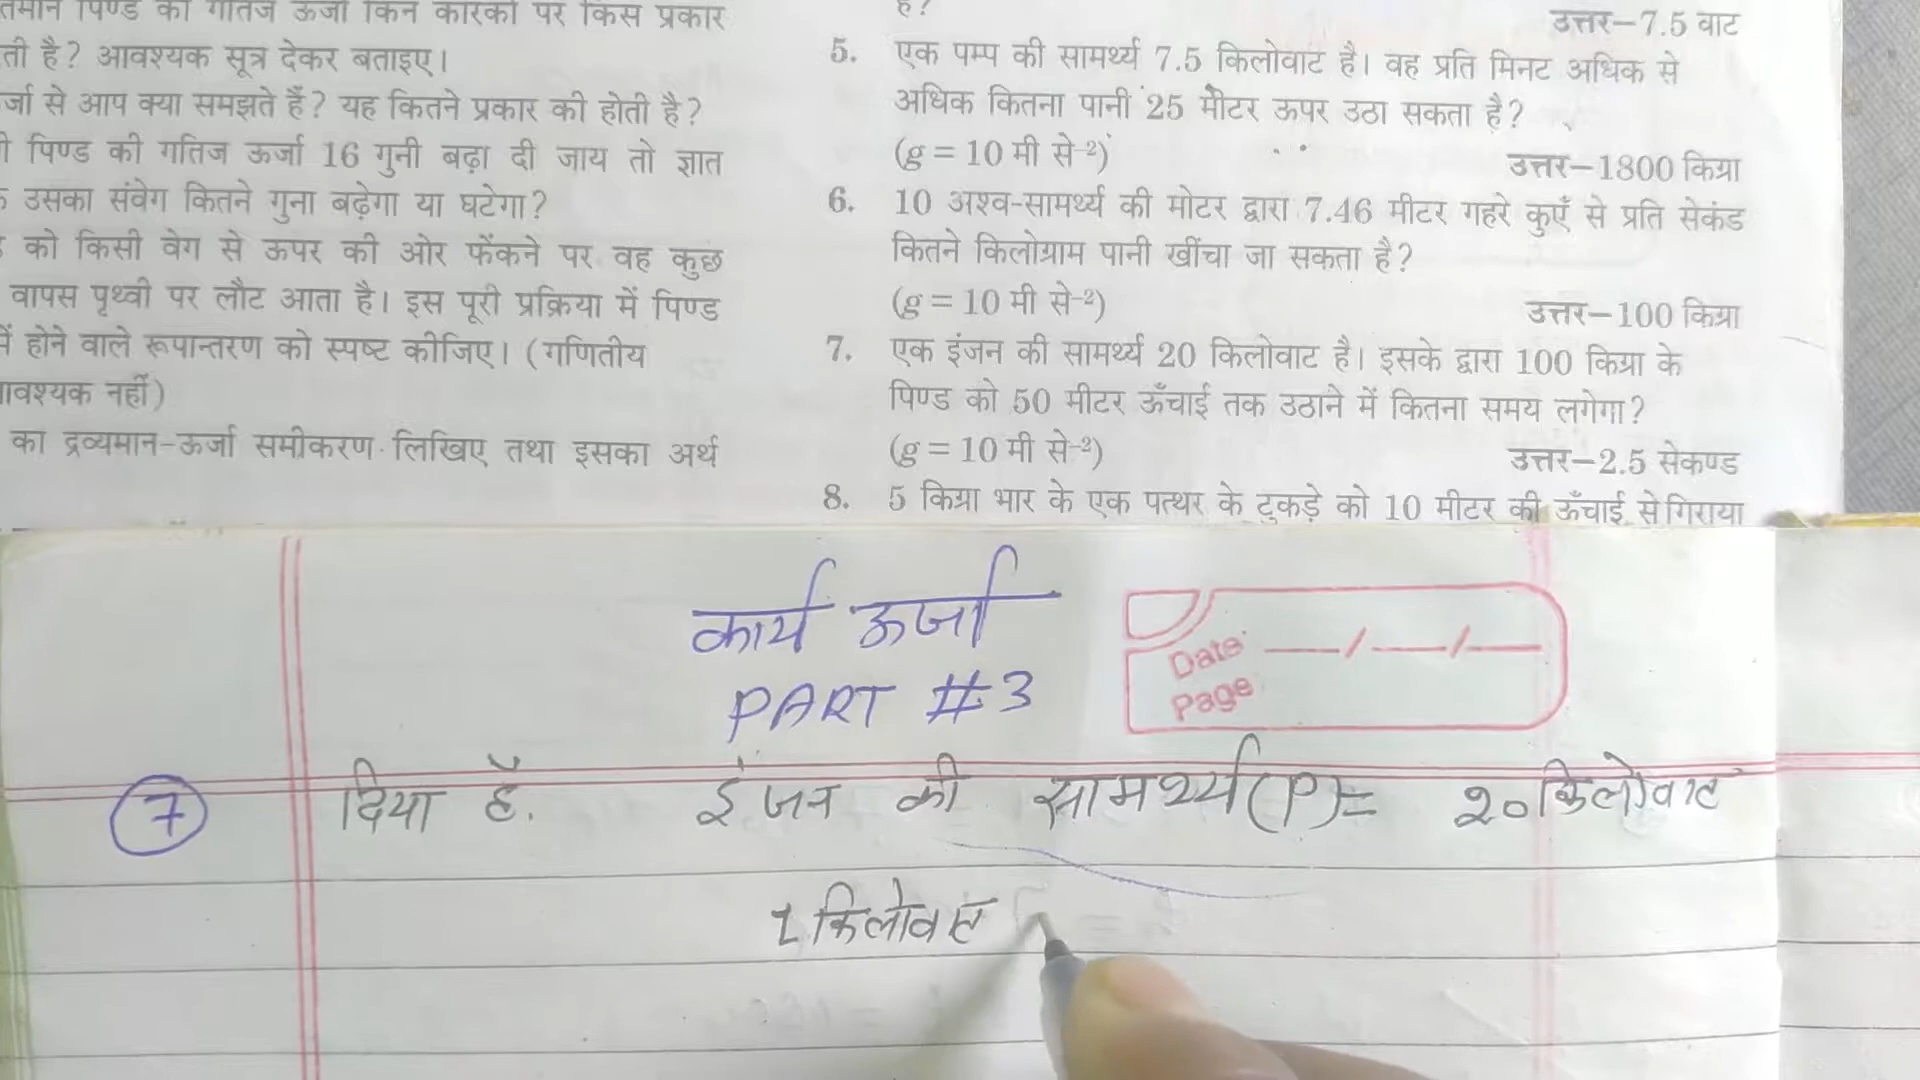 पिण्ड की गतिज ऊर्जा किन कारकों पर किस प्रकार
ती है? आवश्यक सूत्र देकर बताइए।
र्जा से आप क्या समझते हैं? यह कितने प्रकार की होती है?
पिण्ड की गतिज ऊर्जा 16 गुनी बढ़ा दी जाय तो ज्ञात
उसका संवेग कितने गुना बढ़ेगा या घटेगा?
को किसी वेग से ऊपर की ओर फेंकने पर वह कुछ
वापस पृथ्वी पर लौट आता है। इस पूरी प्रक्रिया में पिण्ड
में होने वाले रूपान्तरण को स्पष्ट कीजिए। (गणितीय
ावश्यक नहीं)
का द्रव्यमान-ऊर्जा समीकरण लिखिए तथा इसका अर्थ
है?
उत्तर–7.5 वाट
5. एक पम्प की सामर्थ्य 7.5 किलोवाट है। वह प्रति मिनट अधिक से
अधिक कितना पानी 25 मीटर ऊपर उठा सकता है?
(g = 10 मी से⁻²)
उत्तर–1800 किग्रा
6. 10 अश्व-सामर्थ्य की मोटर द्वारा 7.46 मीटर गहरे कुएँ से प्रति सेकंड
कितने किलोग्राम पानी खींचा जा सकता है?
(g = 10 मी से⁻²)
उत्तर–100 किग्रा
7. एक इंजन की सामर्थ्य 20 किलोवाट है। इसके द्वारा 100 किग्रा के
पिण्ड को 50 मीटर ऊँचाई तक उठाने में कितना समय लगेगा?
(g = 10 मी से⁻²)
उत्तर–2.5 सेकण्ड
8. 5 किग्रा भार के एक पत्थर के टुकड़े को 10 मीटर की ऊँचाई से गिराया
कार्य ऊर्जा
PART #3
Date
Page
7 दिया है. इंजन की सामर्थ्य (P) = 20 किलोवाट
1 किलोवाट